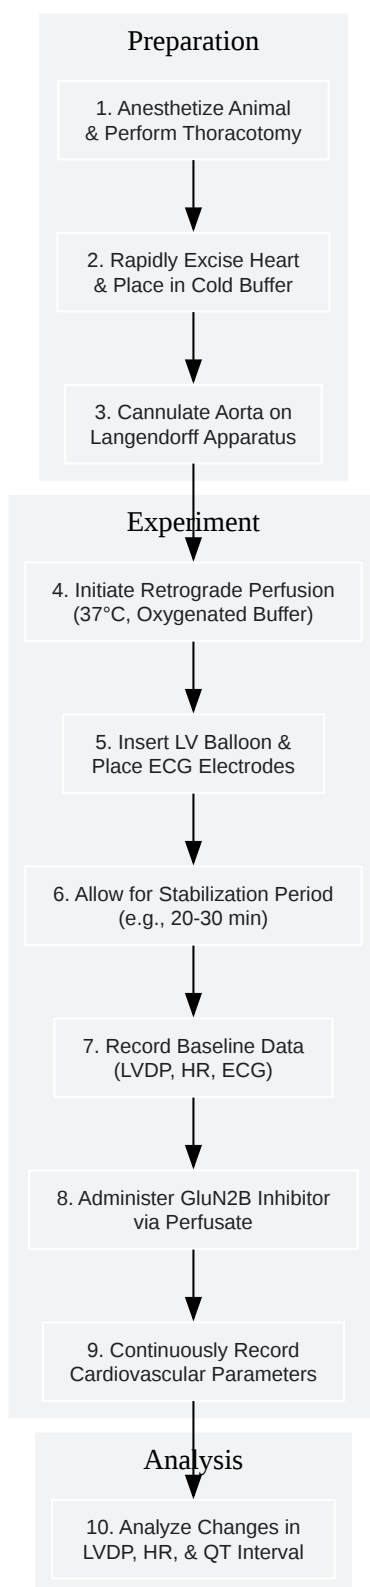 Preparation
1. Anesthetize Animal
& Perform Thoracotomy
2. Rapidly Excise Heart
& Place in Cold Buffer
3. Cannulate Aorta on
Langendorff Apparatus
Experiment
4. Initiate Retrograde Perfusion
(37°C, Oxygenated Buffer)
5. Insert LV Balloon &
Place ECG Electrodes
6. Allow for Stabilization Period
(e.g., 20-30 min)
7. Record Baseline Data
(LVDP, HR, ECG)
8. Administer GluN2B Inhibitor
via Perfusate
9. Continuously Record
Cardiovascular Parameters
Analysis
10. Analyze Changes in
LVDP, HR, & QT Interval